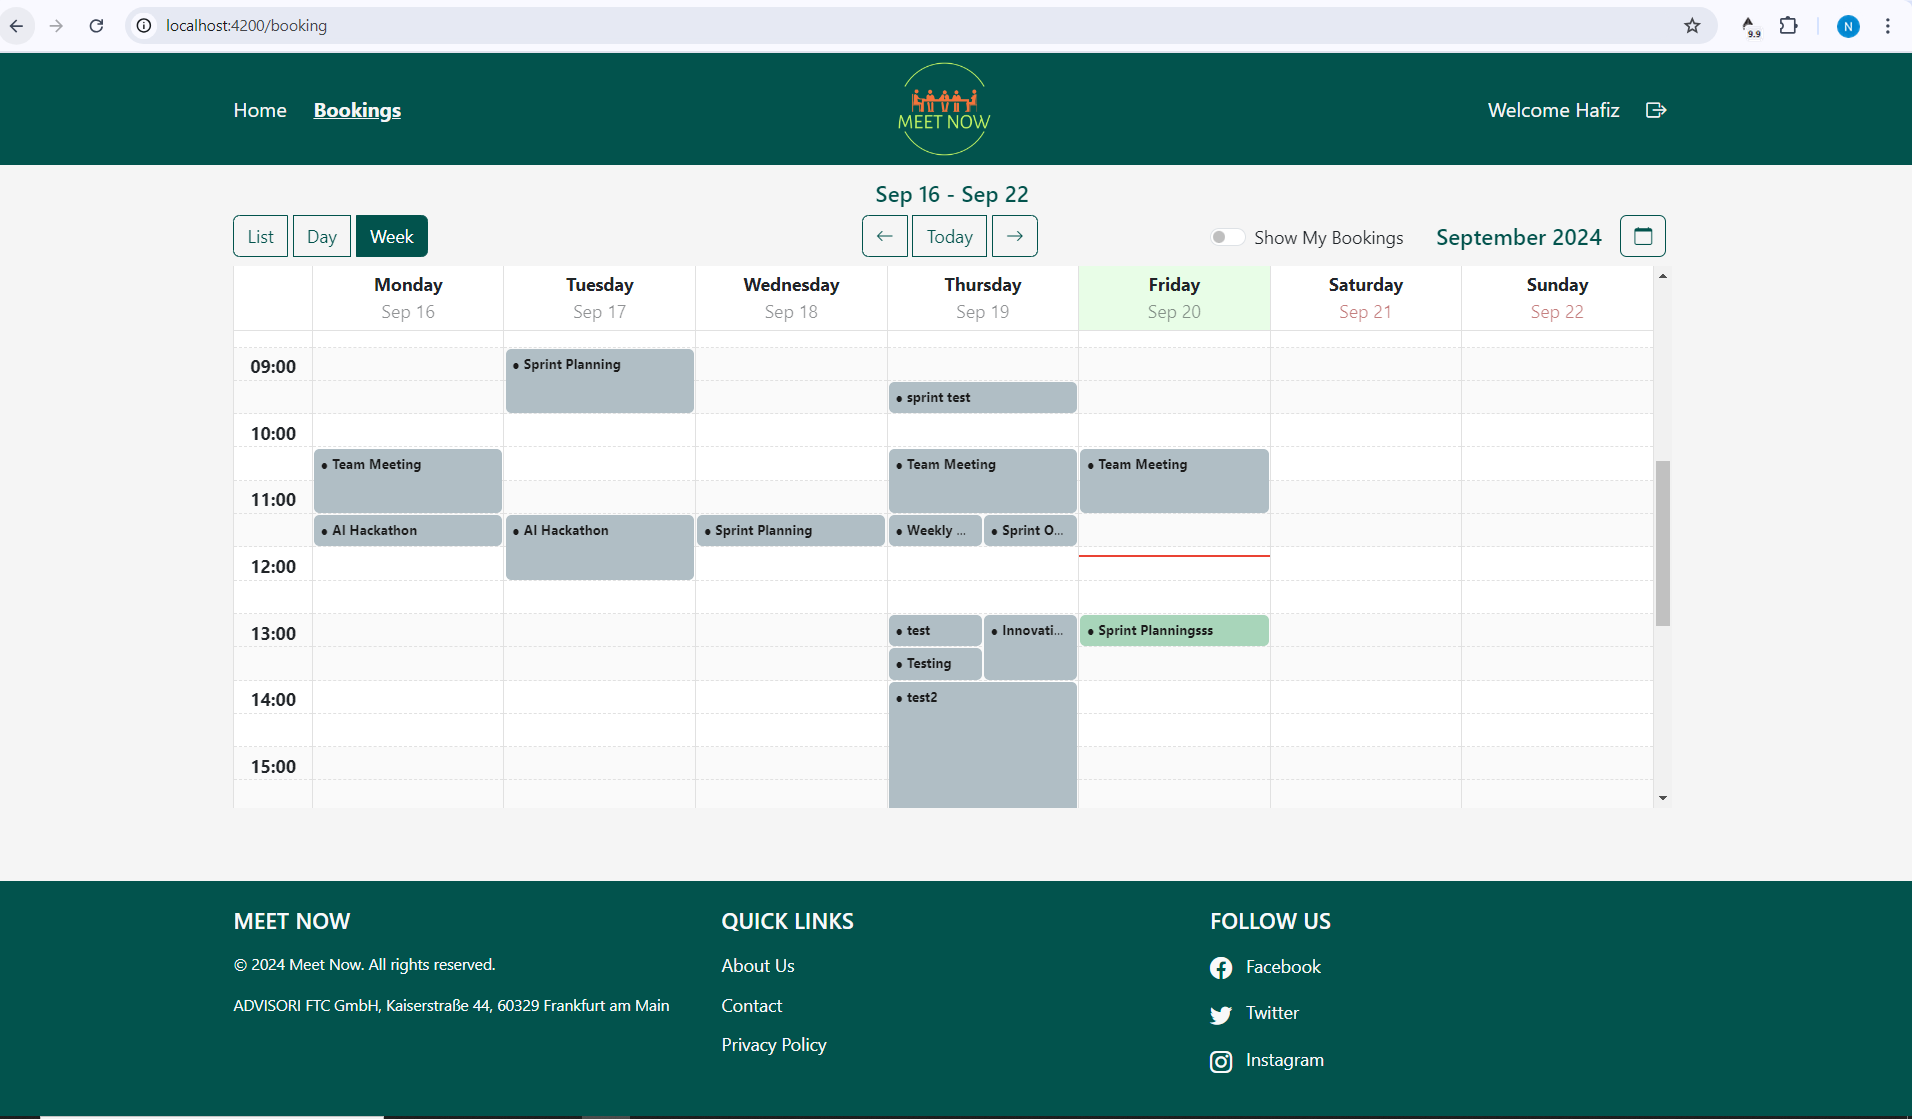 localhost:4200/booking
9.9
N
Home Bookings
MEET NOW
Welcome Hafiz
Sep 16 - Sep 22
List Day Week
Today
Show My Bookings
September 2024
Monday Tuesday Wednesday Thursday Friday Saturday Sunday
Sep 16 Sep 17 Sep 18 Sep 19 Sep 20 Sep 21 Sep 22
09:00
• Sprint Planning
• sprint test
10:00
• Team Meeting • Team Meeting • Team Meeting
11:00
• AI Hackathon • AI Hackathon • Sprint Planning • Weekly ... • Sprint O...
12:00
13:00
• test • Innovati... • Sprint Planningsss
• Testing
14:00
• test2
15:00
MEET NOW
© 2024 Meet Now. All rights reserved.
ADVISORI FTC GmbH, Kaiserstraße 44, 60329 Frankfurt am Main
QUICK LINKS
About Us
Contact
Privacy Policy
FOLLOW US
Facebook
Twitter
Instagram